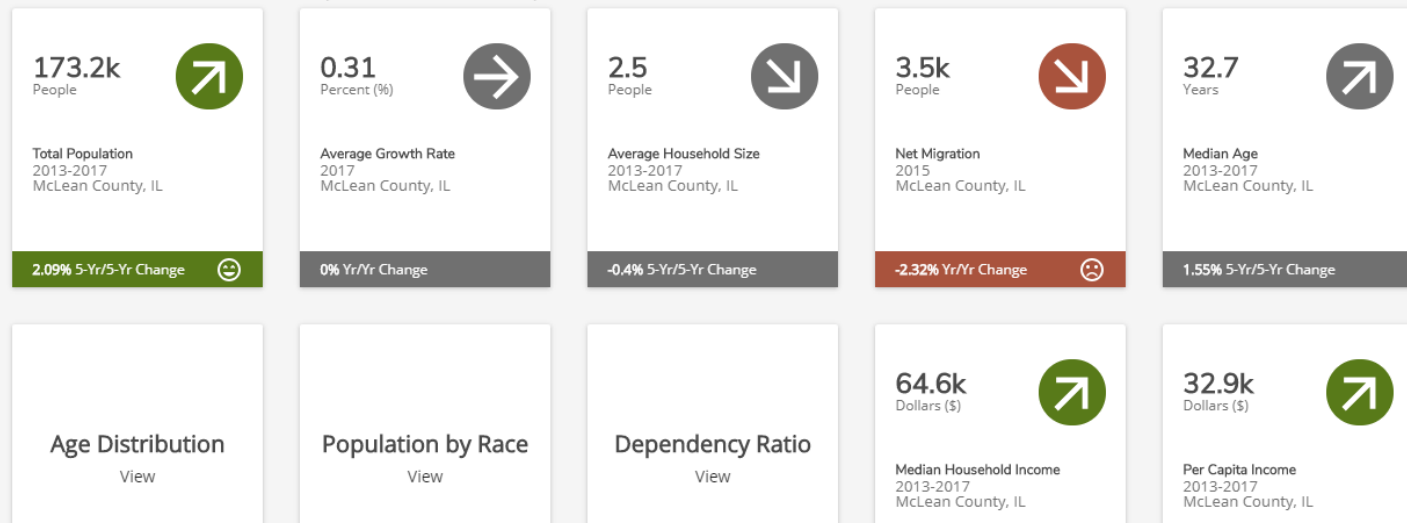 173.2k
People
Total Population
2013-2017
McLean County, IL
2.09% 5-Yr/5-Yr Change
0.31
Percent (%)
Average Growth Rate
2017
McLean County, IL
0% Yr/Yr Change
2.5
People
Average Household Size
2013-2017
McLean County, IL
-0.4% 5-Yr/5-Yr Change
3.5k
People
Net Migration
2015
McLean County, IL
-2.32% Yr/Yr Change
32.7
Years
Median Age
2013-2017
McLean County, IL
1.55% 5-Yr/5-Yr Change
Age Distribution
View
Population by Race
View
Dependency Ratio
View
64.6k
Dollars ($)
Median Household Income
2013-2017
McLean County, IL
32.9k
Dollars ($)
Per Capita Income
2013-2017
McLean County, IL